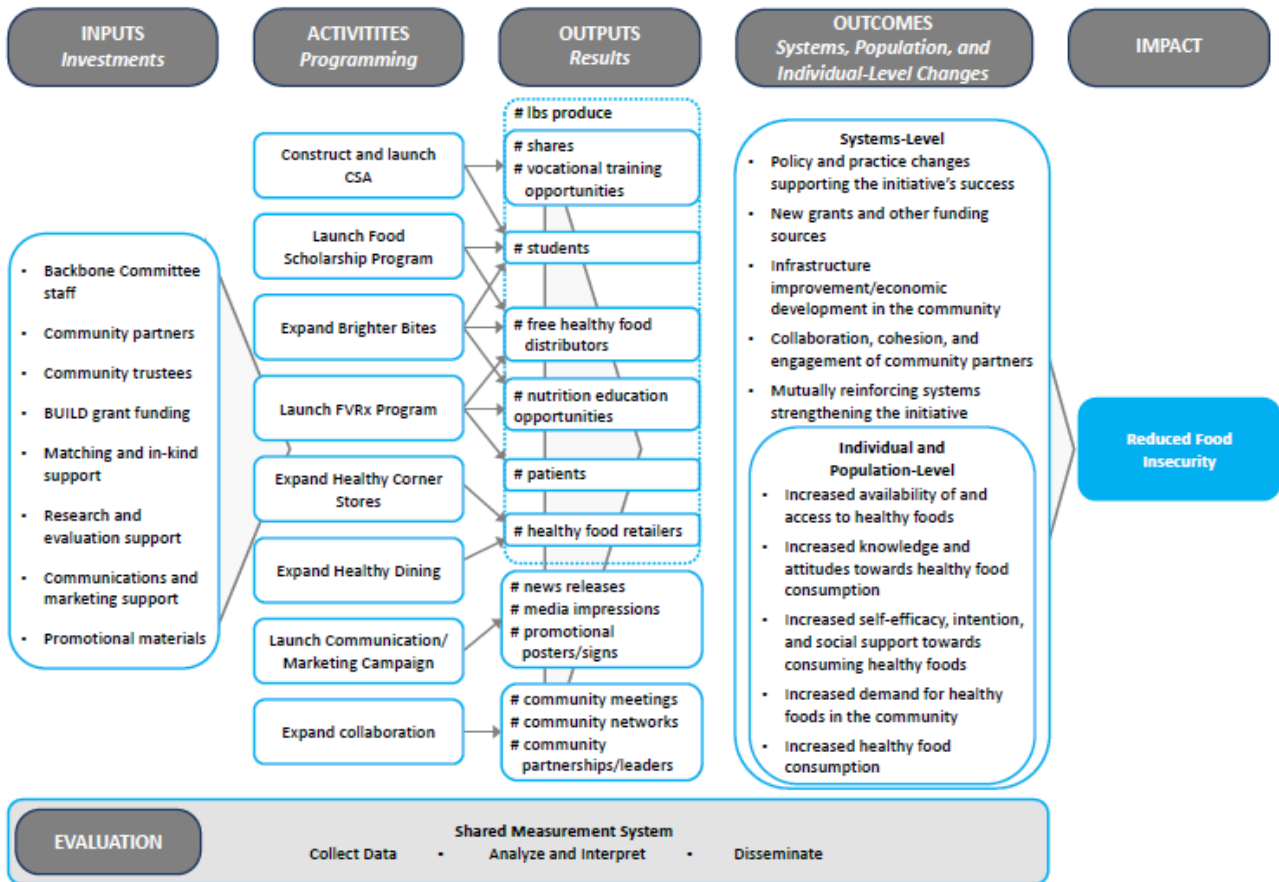 INPUTS
Investments
ACTIVITITES
Programming
OUTPUTS
Results
OUTCOMES
Systems, Population, and
Individual-Level Changes
IMPACT
• Backbone Committee
staff
• Community partners
• Community trustees
• BUILD grant funding
• Matching and in-kind
support
• Research and
evaluation support
• Communications and
marketing support
• Promotional materials
Construct and launch
CSA
Launch Food
Scholarship Program
Expand Brighter Bites
Launch FVRx Program
Expand Healthy Corner
Stores
Expand Healthy Dining
Launch Communication/
Marketing Campaign
Expand collaboration
# lbs produce
# shares
# vocational training
opportunities
# students
# free healthy food
distributors
# nutrition education
opportunities
# patients
# healthy food retailers
# news releases
# media impressions
# promotional
posters/signs
# community meetings
# community networks
# community
partnerships/leaders
Systems-Level
• Policy and practice changes
supporting the initiative's success
• New grants and other funding
sources
• Infrastructure
improvement/economic
development in the community
• Collaboration, cohesion, and
engagement of community partners
• Mutually reinforcing systems
strengthening the initiative
Individual and
Population-Level
• Increased availability of and
access to healthy foods
• Increased knowledge and
attitudes towards healthy food
consumption
• Increased self-efficacy, intention,
and social support towards
consuming healthy foods
• Increased demand for healthy
foods in the community
• Increased healthy food
consumption
Reduced Food
Insecurity
EVALUATION
Shared Measurement System
Collect Data • Analyze and Interpret • Disseminate